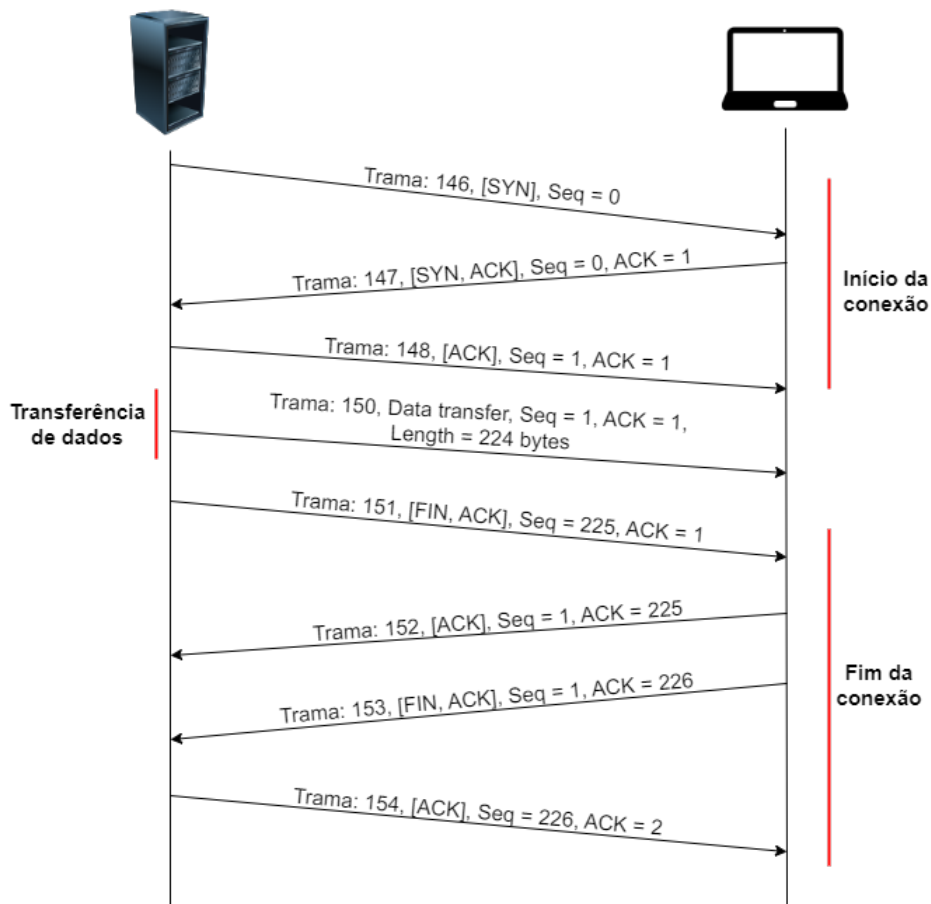 Trama: 146, [SYN], Seq = 0
Trama: 147, [SYN, ACK], Seq = 0, ACK = 1
Início da
conexão
Trama: 148, [ACK], Seq = 1, ACK = 1
Transferência
de dados
Trama: 150, Data transfer, Seq = 1, ACK = 1,
Length = 224 bytes
Trama: 151, [FIN, ACK], Seq = 225, ACK = 1
Trama: 152, [ACK], Seq = 1, ACK = 225
Trama: 153, [FIN, ACK], Seq = 1, ACK = 226
Fim da
conexão
Trama: 154, [ACK], Seq = 226, ACK = 2